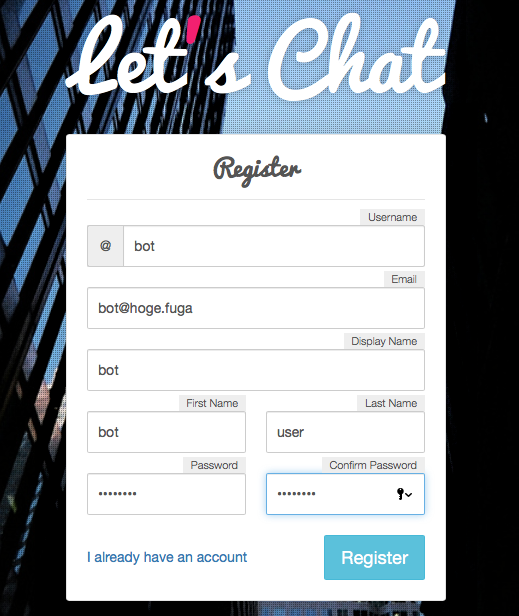 Let's Chat
Register
Username
@ bot
Email
bot@hoge.fuga
Display Name
bot
First Name Last Name
bot user
Password Confirm Password
•••••••• ••••••••
I already have an account Register